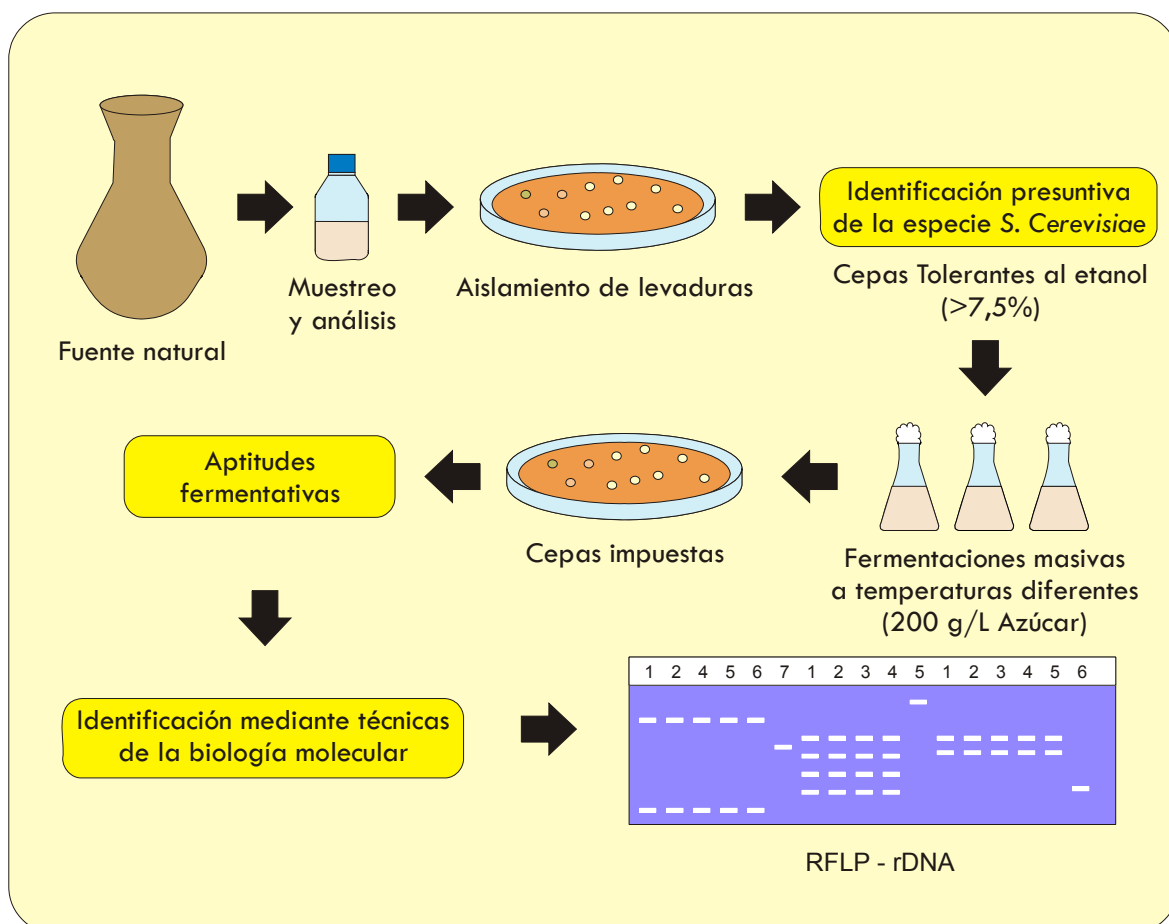 Fuente natural
Muestreo
y análisis
Aislamiento de levaduras
Identificación presuntiva
de la especie S. Cerevisiae
Cepas Tolerantes al etanol
(>7,5%)
Fermentaciones masivas
a temperaturas diferentes
(200 g/L Azúcar)
Cepas impuestas
Aptitudes
fermentativas
Identificación mediante técnicas
de la biología molecular
1 2 4 5 6 7 1 2 3 4 5 1 2 3 4 5 6
RFLP - rDNA